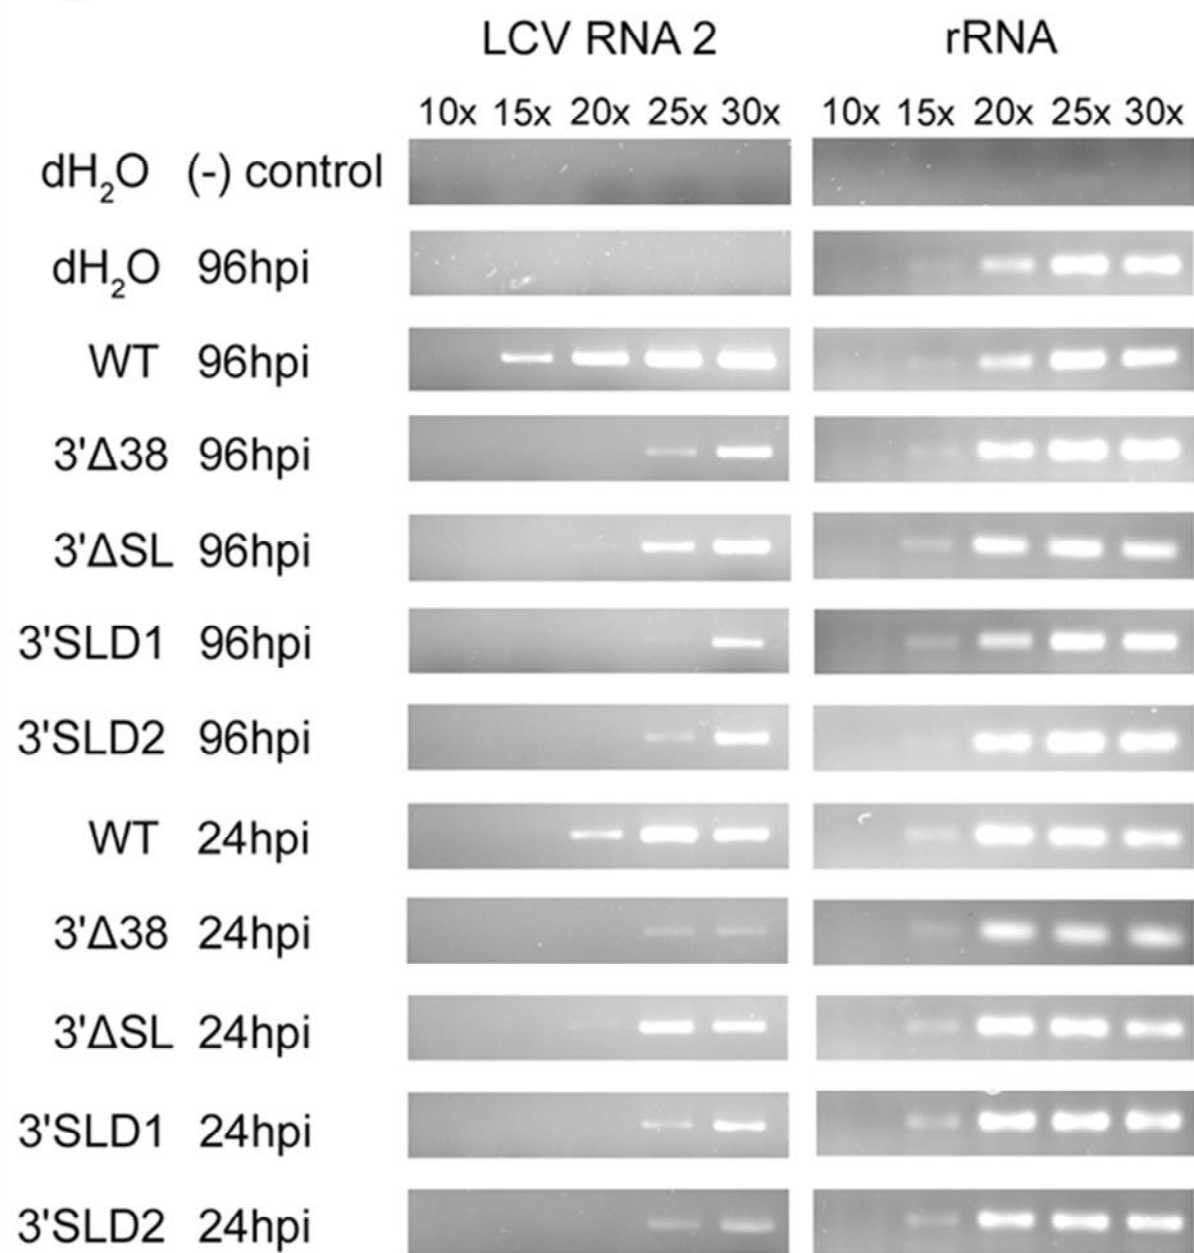 LCV RNA 2 rRNA
10x 15x 20x 25x 30x 10x 15x 20x 25x 30x
dH₂O (-) control
dH₂O 96hpi
WT 96hpi
3'Δ38 96hpi
3'ΔSL 96hpi
3'SLD1 96hpi
3'SLD2 96hpi
WT 24hpi
3'Δ38 24hpi
3'ΔSL 24hpi
3'SLD1 24hpi
3'SLD2 24hpi